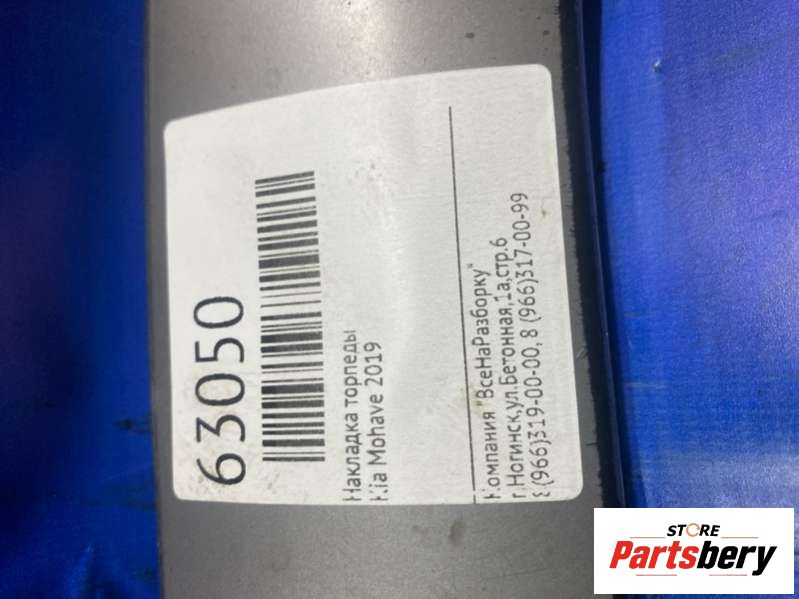 63050
Накладка торпеды
Kia Mohave 2019
Компания "ВсеНаРазборку"
г.Ногинск,ул.Бетонная,1а,стр.6
8(966)319-00-00, 8 (966)317-00-99
STORE
Partsbery